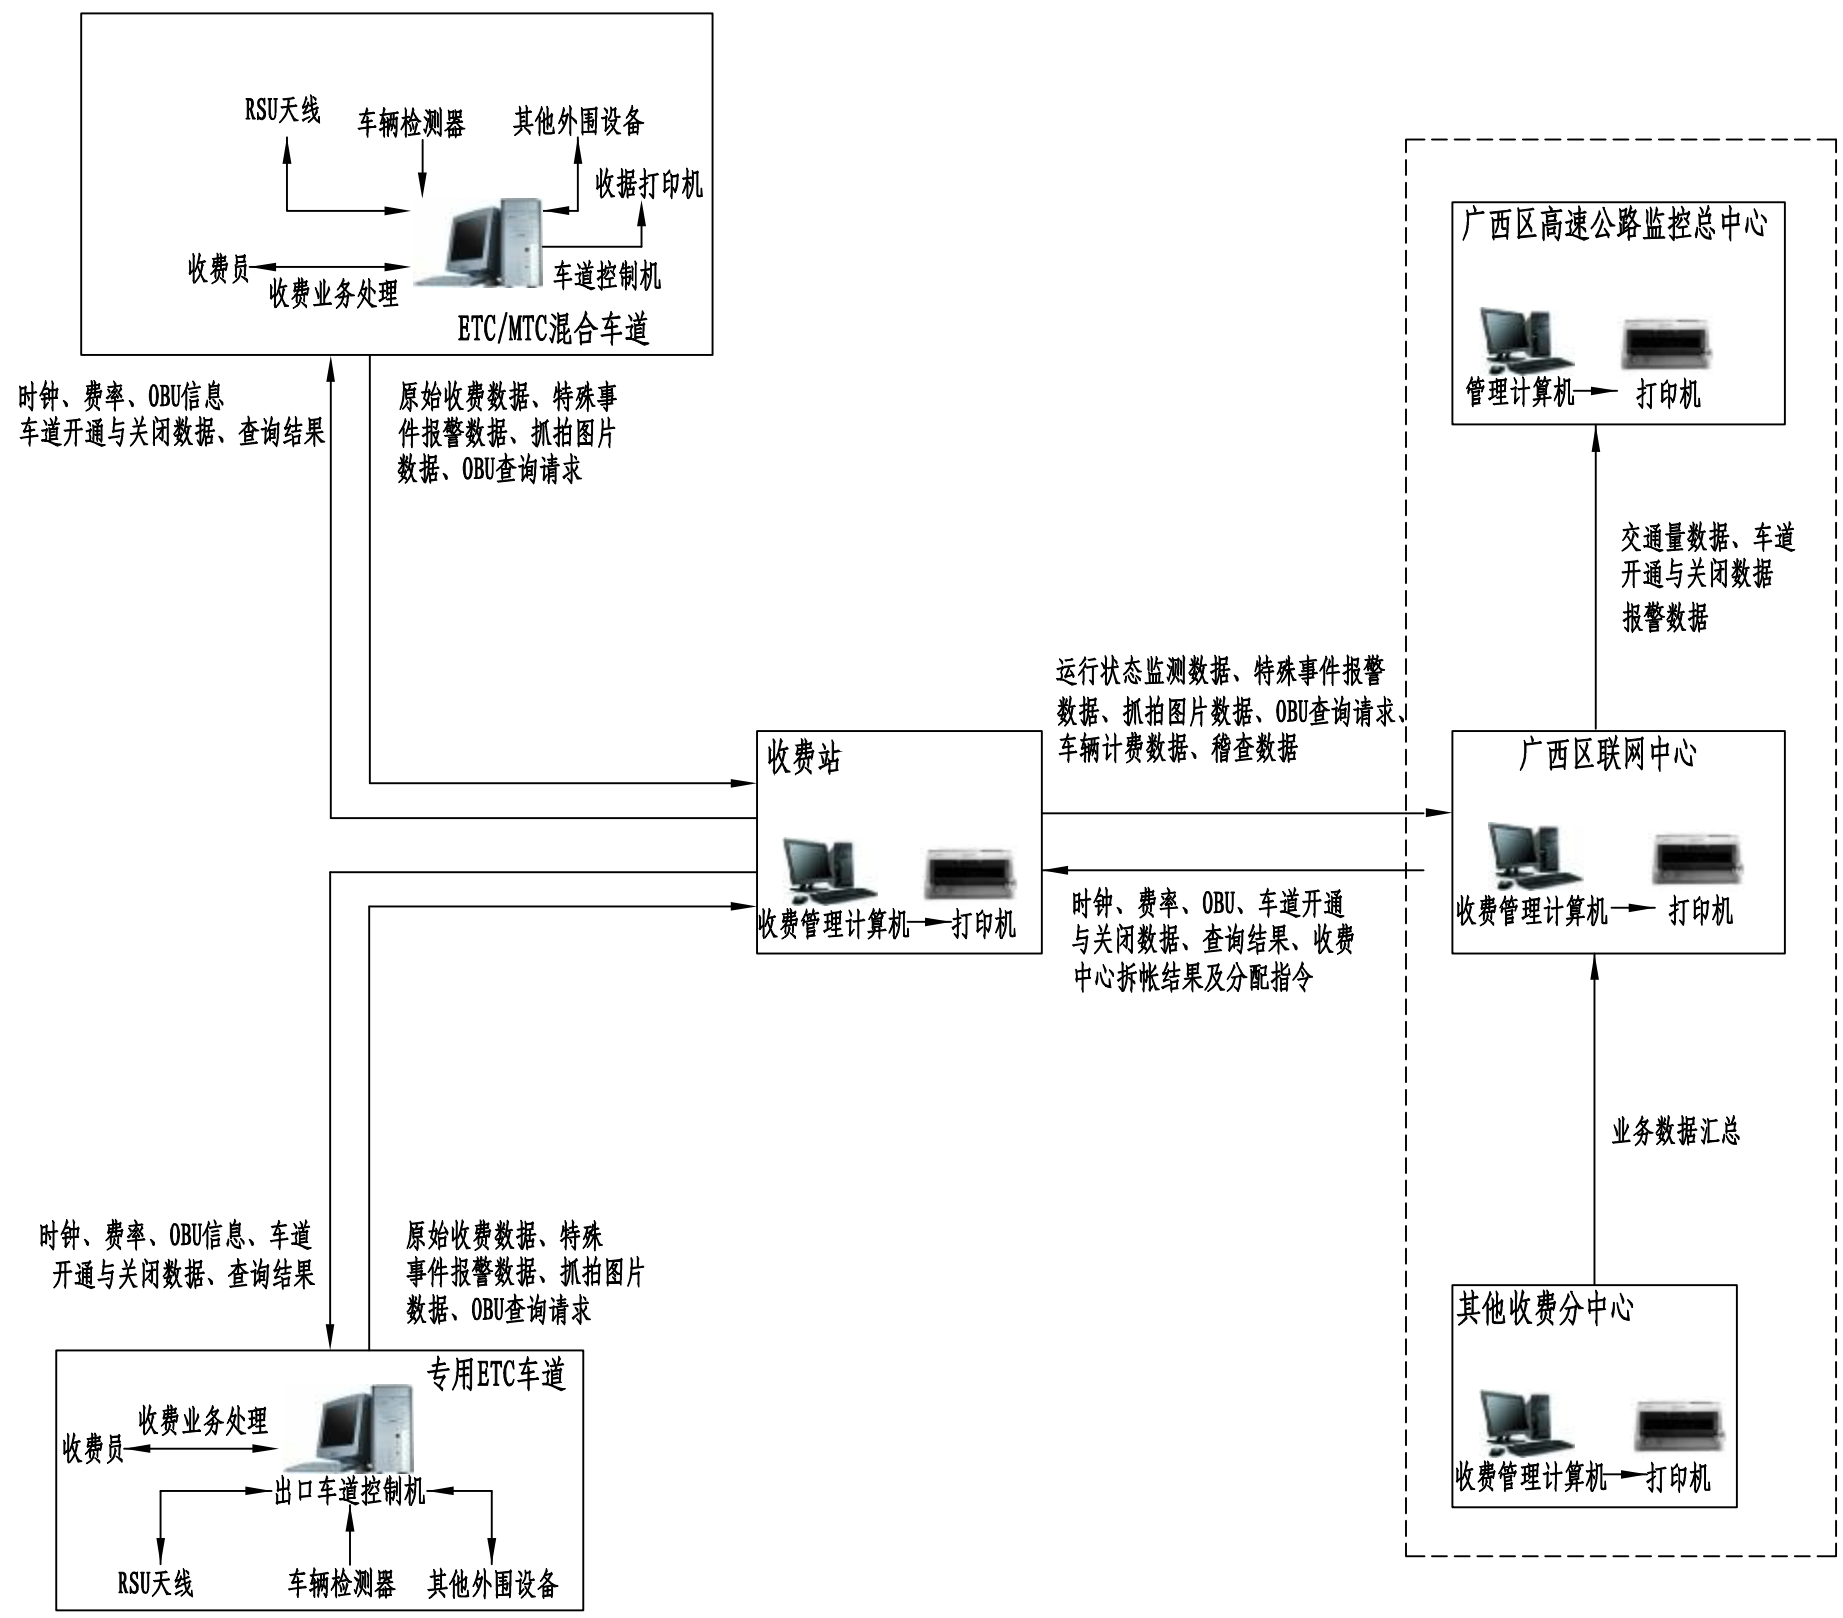 RSU天线
车辆检测器
其他外围设备
收据打印机
收费员
收费业务处理
车道控制机
ETC/MTC混合车道
时钟、费率、OBU信息
车道开通与关闭数据、查询结果
原始收费数据、特殊事
件报警数据、抓拍图片
数据、OBU查询请求
广西区高速公路监控总中心
管理计算机
打印机
交通量数据、车道
开通与关闭数据
报警数据
运行状态监测数据、特殊事件报警
数据、抓拍图片数据、OBU查询请求、
车辆计费数据、稽查数据
收费站
收费管理计算机
打印机
广西区联网中心
收费管理计算机
打印机
时钟、费率、OBU、车道开通
与关闭数据、查询结果、收费
中心拆帐结果及分配指令
业务数据汇总
时钟、费率、OBU信息、车道
开通与关闭数据、查询结果
原始收费数据、特殊
事件报警数据、抓拍图片
数据、OBU查询请求
其他收费分中心
收费管理计算机
打印机
专用ETC车道
收费业务处理
收费员
出口车道控制机
RSU天线
车辆检测器
其他外围设备